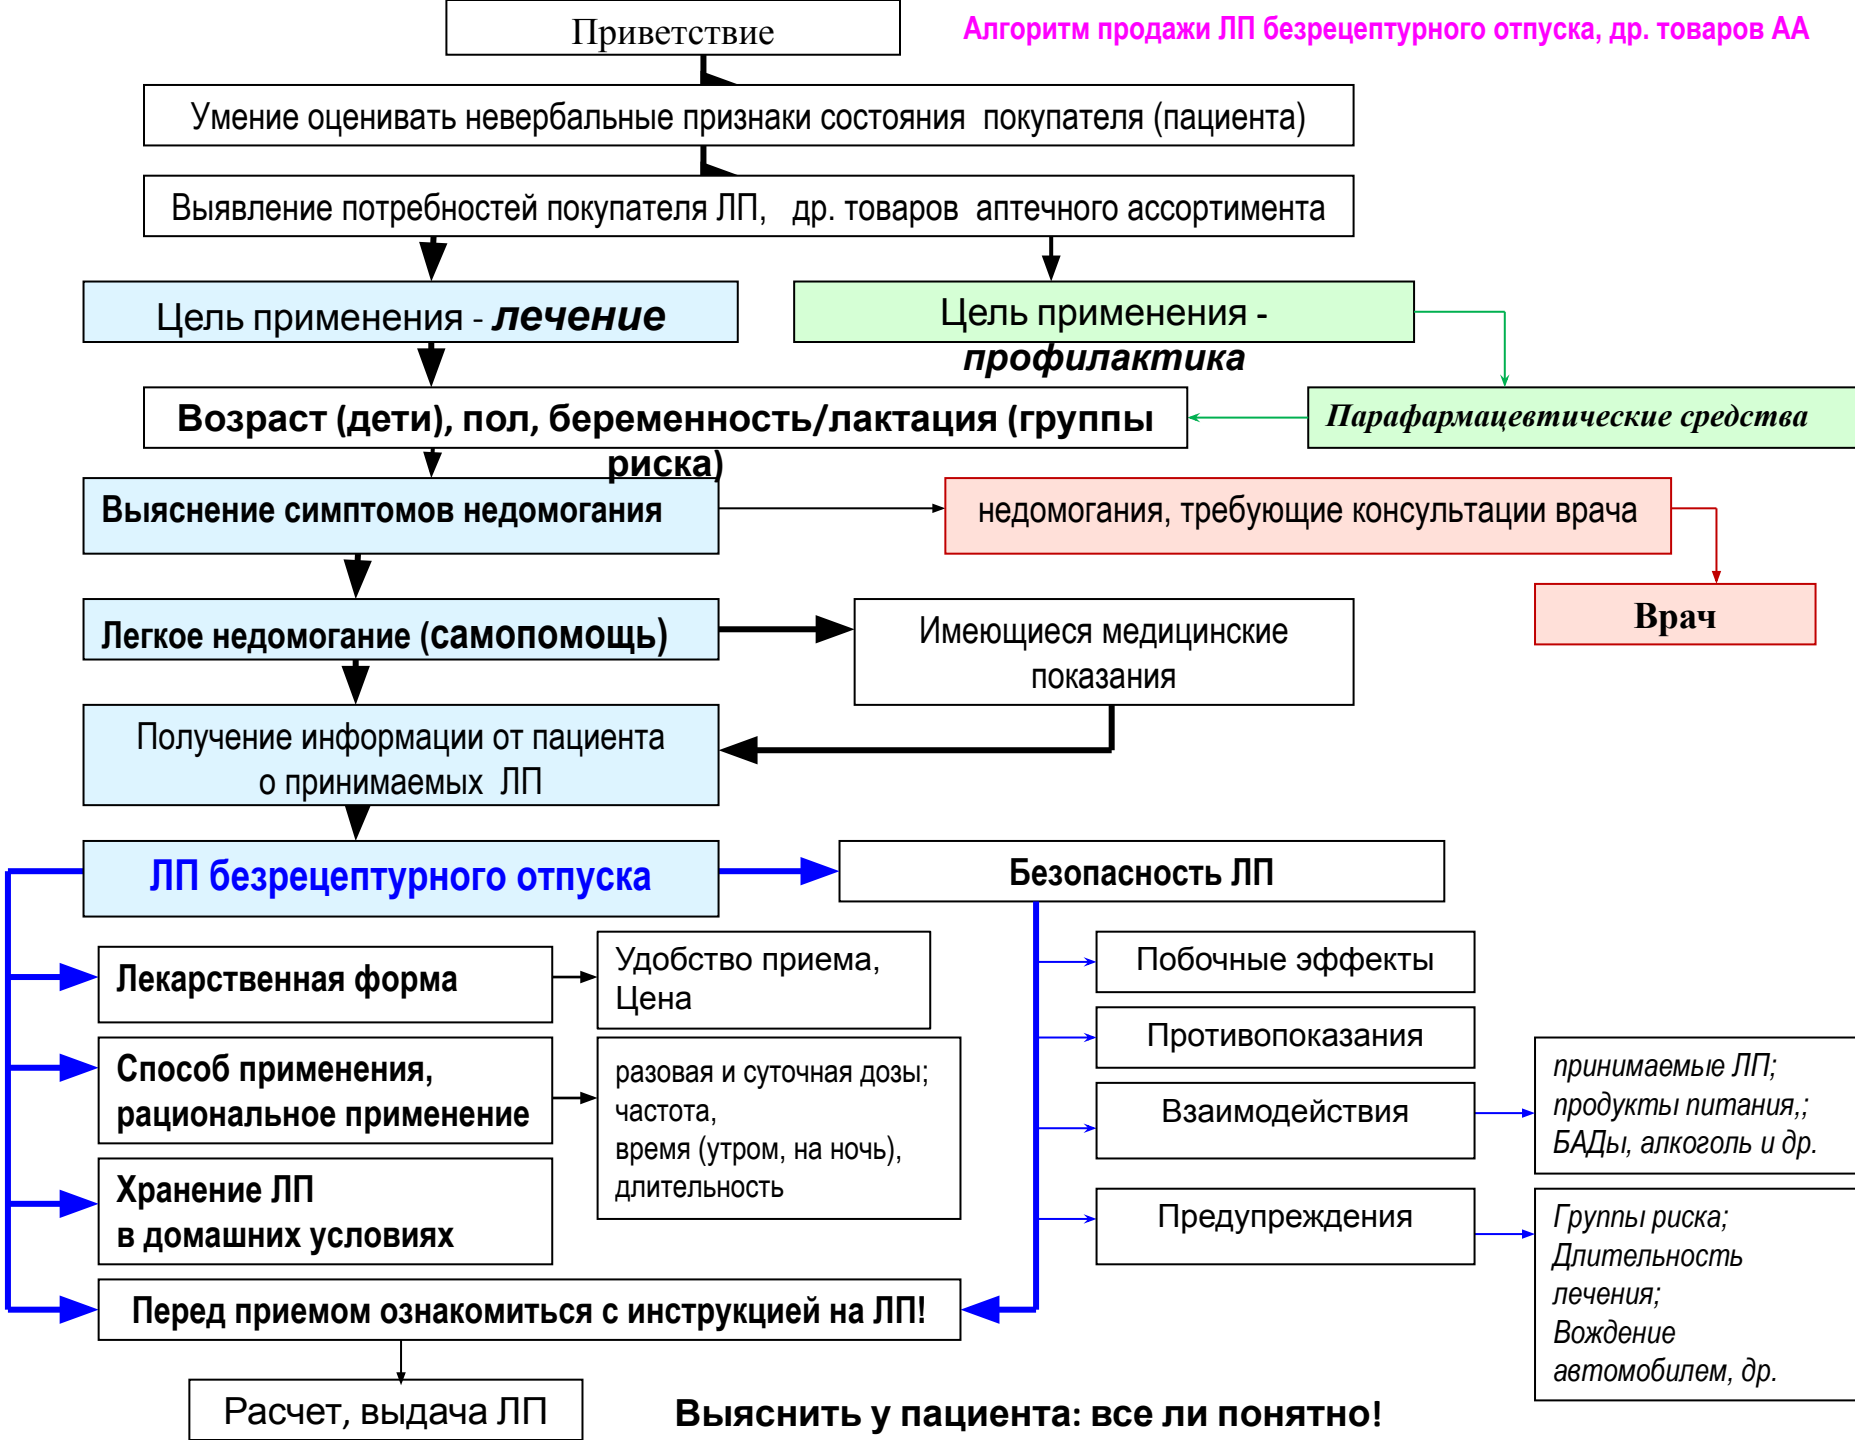 Приветствие
Алгоритм продажи ЛП безрецептурного отпуска, др. товаров АА
Умение оценивать невербальные признаки состояния покупателя (пациента)
Выявление потребностей покупателя ЛП, др. товаров аптечного ассортимента
Цель применения - лечение
Цель применения -
профилактика
Возраст (дети), пол, беременность/лактация (группы
риска)
Парафармацевтические средства
Выяснение симптомов недомогания
недомогания, требующие консультации врача
Врач
Легкое недомогание (самопомощь)
Имеющиеся медицинские
показания
Получение информации от пациента
о принимаемых ЛП
ЛП безрецептурного отпуска
Безопасность ЛП
Лекарственная форма
Удобство приема,
Цена
Способ применения,
рациональное применение
разовая и суточная дозы;
частота,
время (утром, на ночь),
длительность
Хранение ЛП
в домашних условиях
Побочные эффекты
Противопоказания
Взаимодействия
принимаемые ЛП;
продукты питания,;
БАДы, алкоголь и др.
Предупреждения
Группы риска;
Длительность
лечения;
Вождение
автомобилем, др.
Перед приемом ознакомиться с инструкцией на ЛП!
Расчет, выдача ЛП
Выяснить у пациента: все ли понятно!